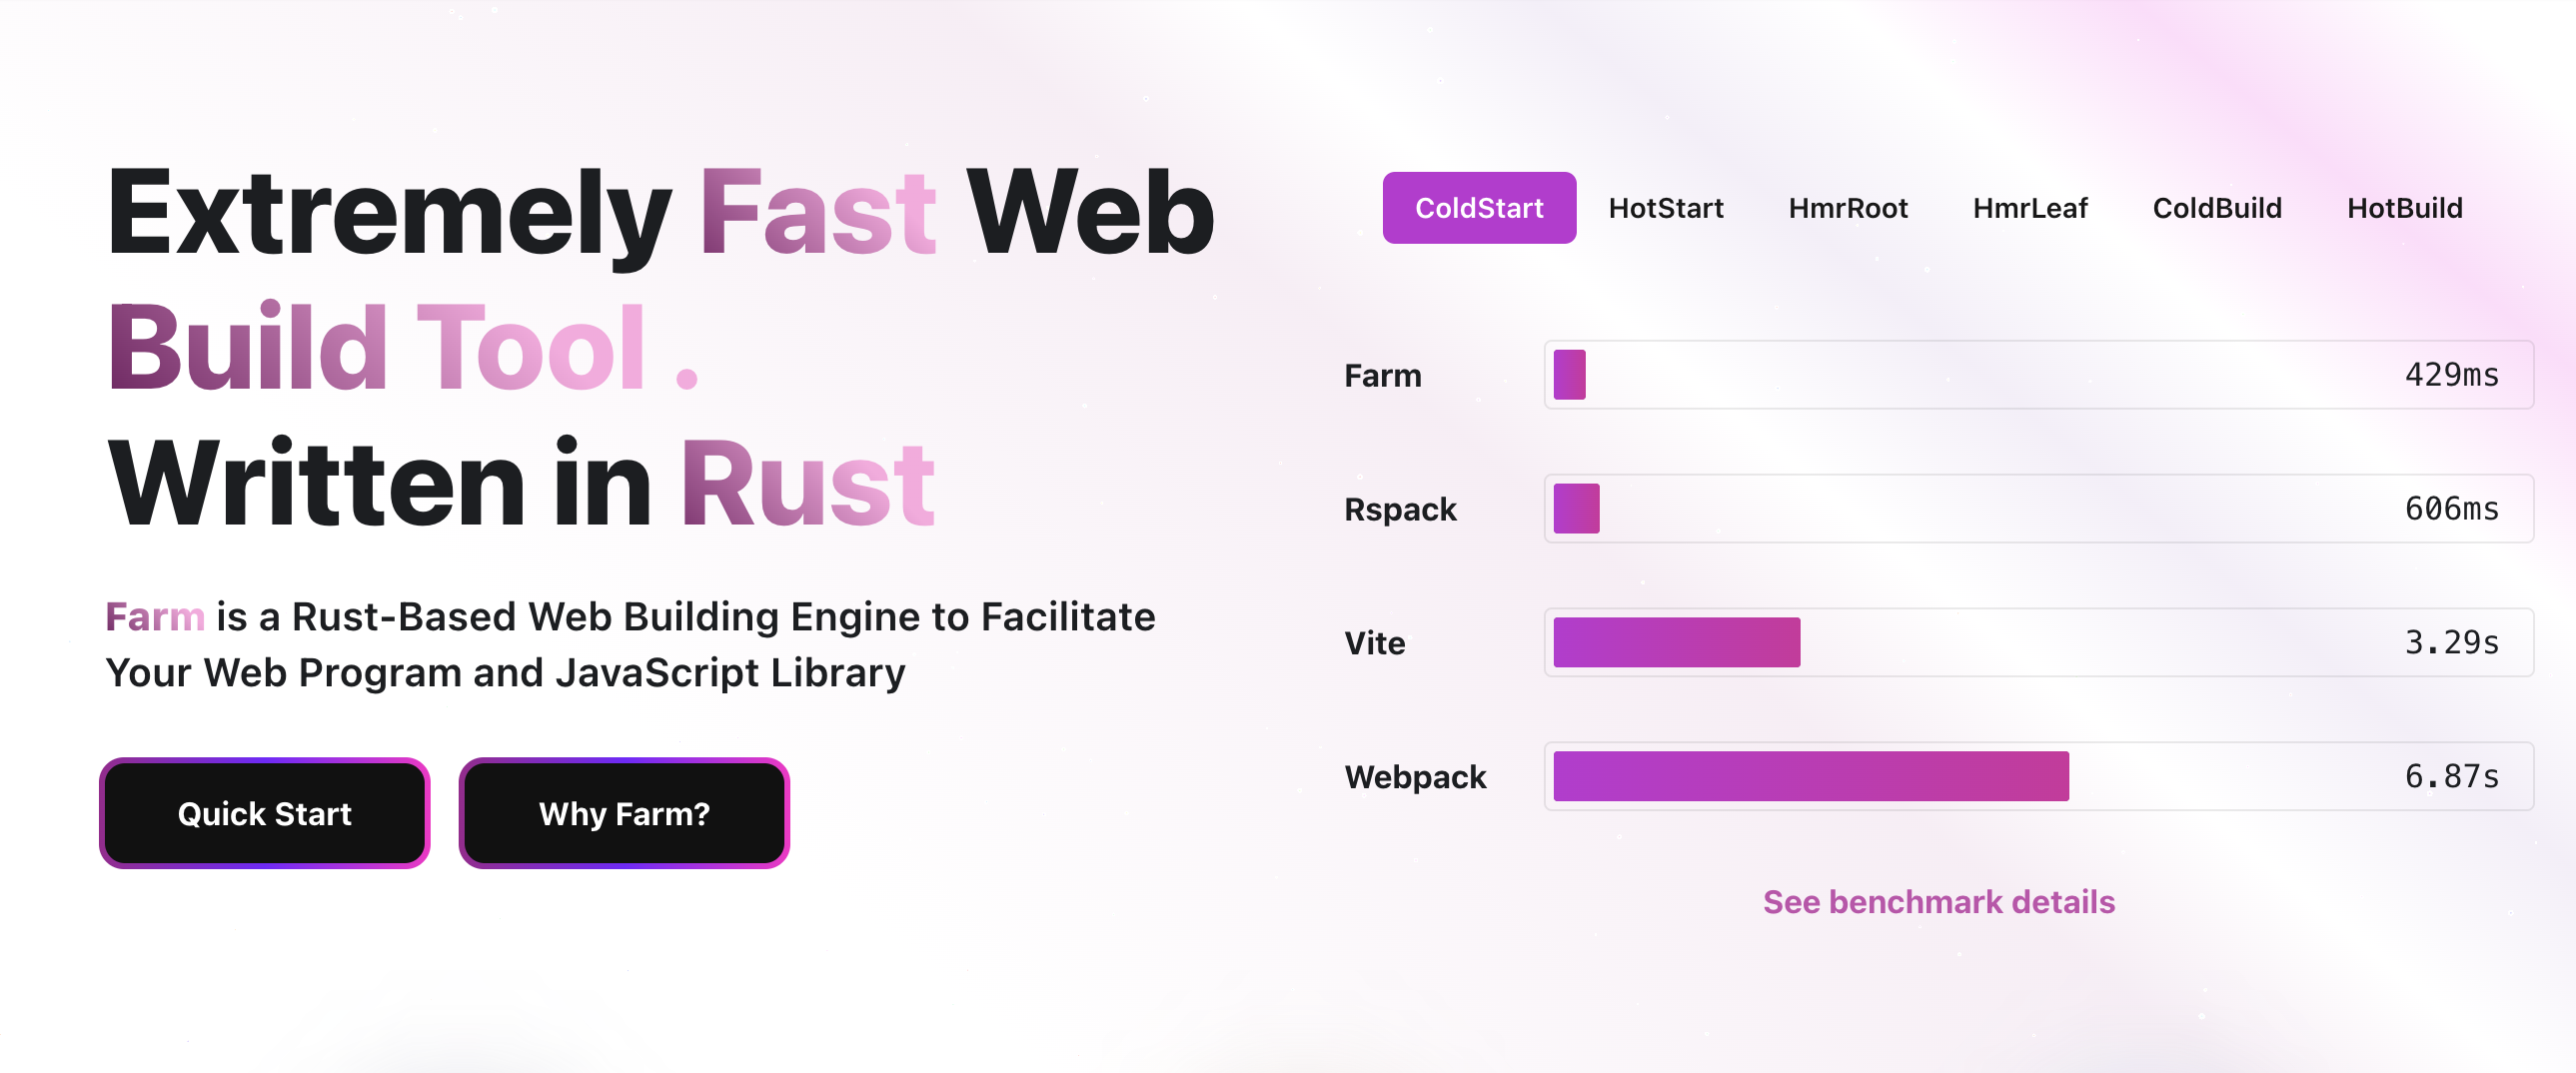 Extremely Fast Web
Build Tool .
Written in Rust
Farm is a Rust-Based Web Building Engine to Facilitate
Your Web Program and JavaScript Library
Quick Start
Why Farm?
ColdStart
HotStart
HmrRoot
HmrLeaf
ColdBuild
HotBuild
Farm 429ms
Rspack 606ms
Vite 3.29s
Webpack 6.87s
See benchmark details